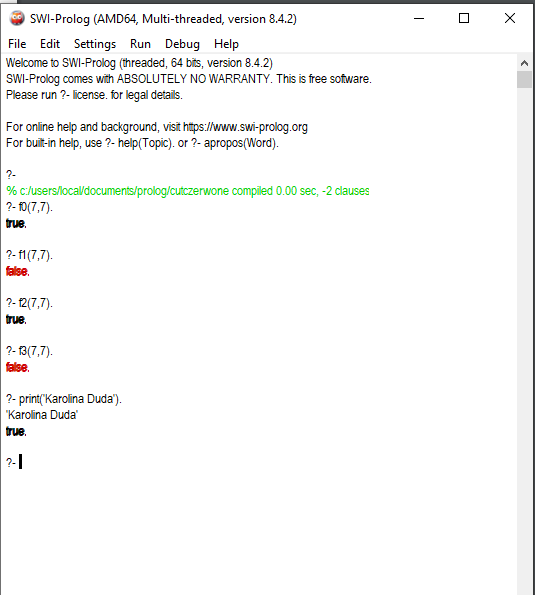 SWI-Prolog (AMD64, Multi-threaded, version 8.4.2)
File Edit Settings Run Debug Help
Welcome to SWI-Prolog (threaded, 64 bits, version 8.4.2)
SWI-Prolog comes with ABSOLUTELY NO WARRANTY. This is free software.
Please run ?- license. for legal details.
For online help and background, visit https://www.swi-prolog.org
For built-in help, use ?- help(Topic). or ?- apropos(Word).
?-
% c:/users/local/documents/prolog/cutczerwone compiled 0.00 sec, -2 clauses
?- f0(7,7).
true.
?- f1(7,7).
false.
?- f2(7,7).
true.
?- f3(7,7).
false.
?- print('Karolina Duda').
'Karolina Duda'
true.
?-